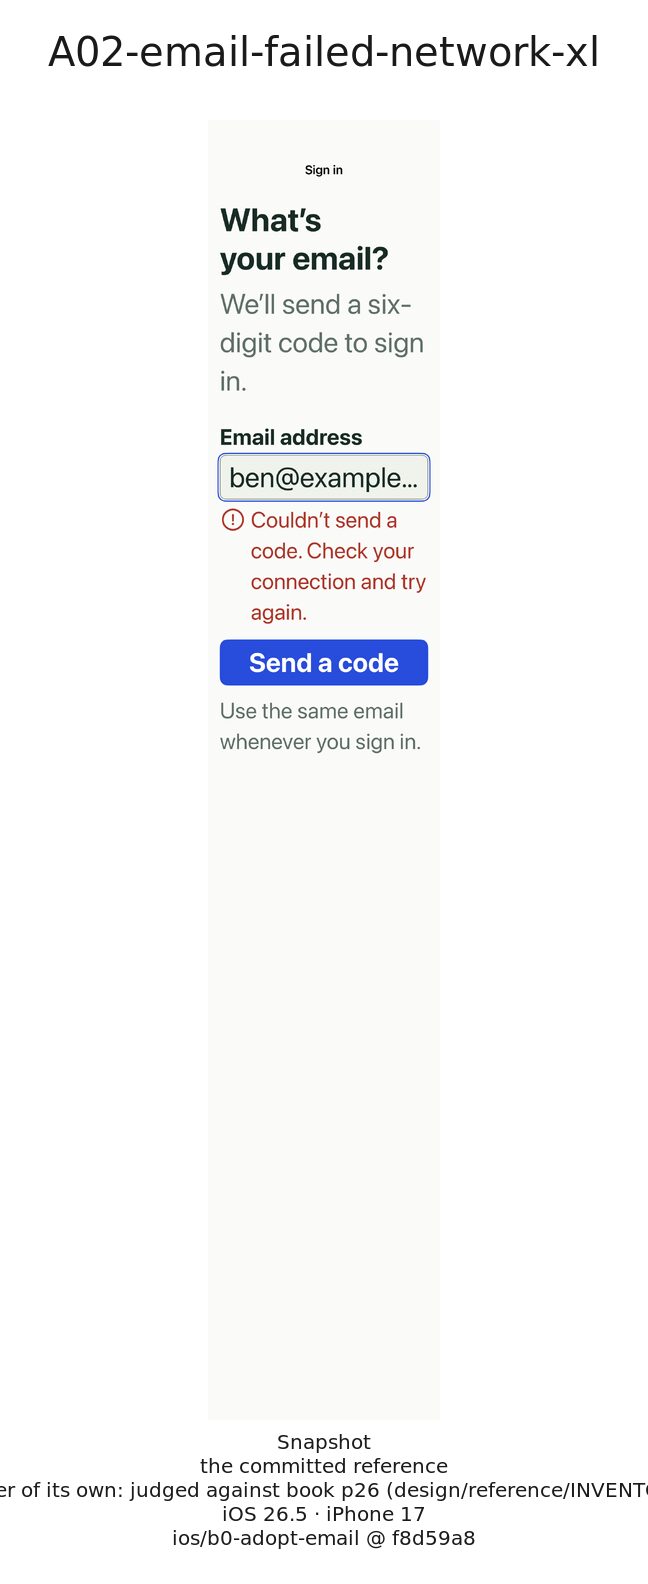 A02-email-failed-network-xl
Sign in
What's
your email?
We'll send a six-
digit code to sign
in.
Email address
ben@example...
Couldn't send a
code. Check your
connection and try
again.
Send a code
Use the same email
whenever you sign in.
Snapshot
the committed reference
of its own: judged against book p26 (design/reference/
iOS 26.5 · iPhone 17
ios/b0-adopt-email @ f8d59a8